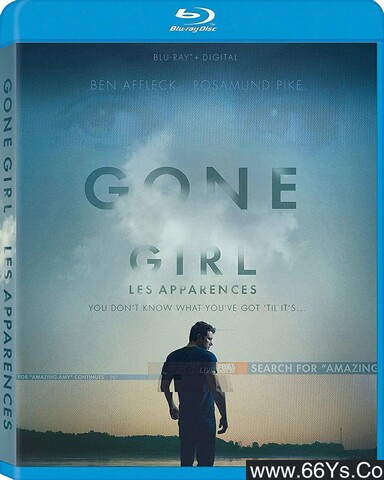 Blu-ray Disc
BLU-RAY + DIGITAL
BEN AFFLECK ROSAMUND PIKE
GONE
GIRL
LES APPARENCES
YOU DON'T KNOW WHAT YOU'VE GOT 'TIL IT'S...
LIVE
SEARCH FOR "AMAZING
FOR "AMAZING AMY" CONTINUES
GONE GIRL LES APPARENCES
www.66Ys.Co